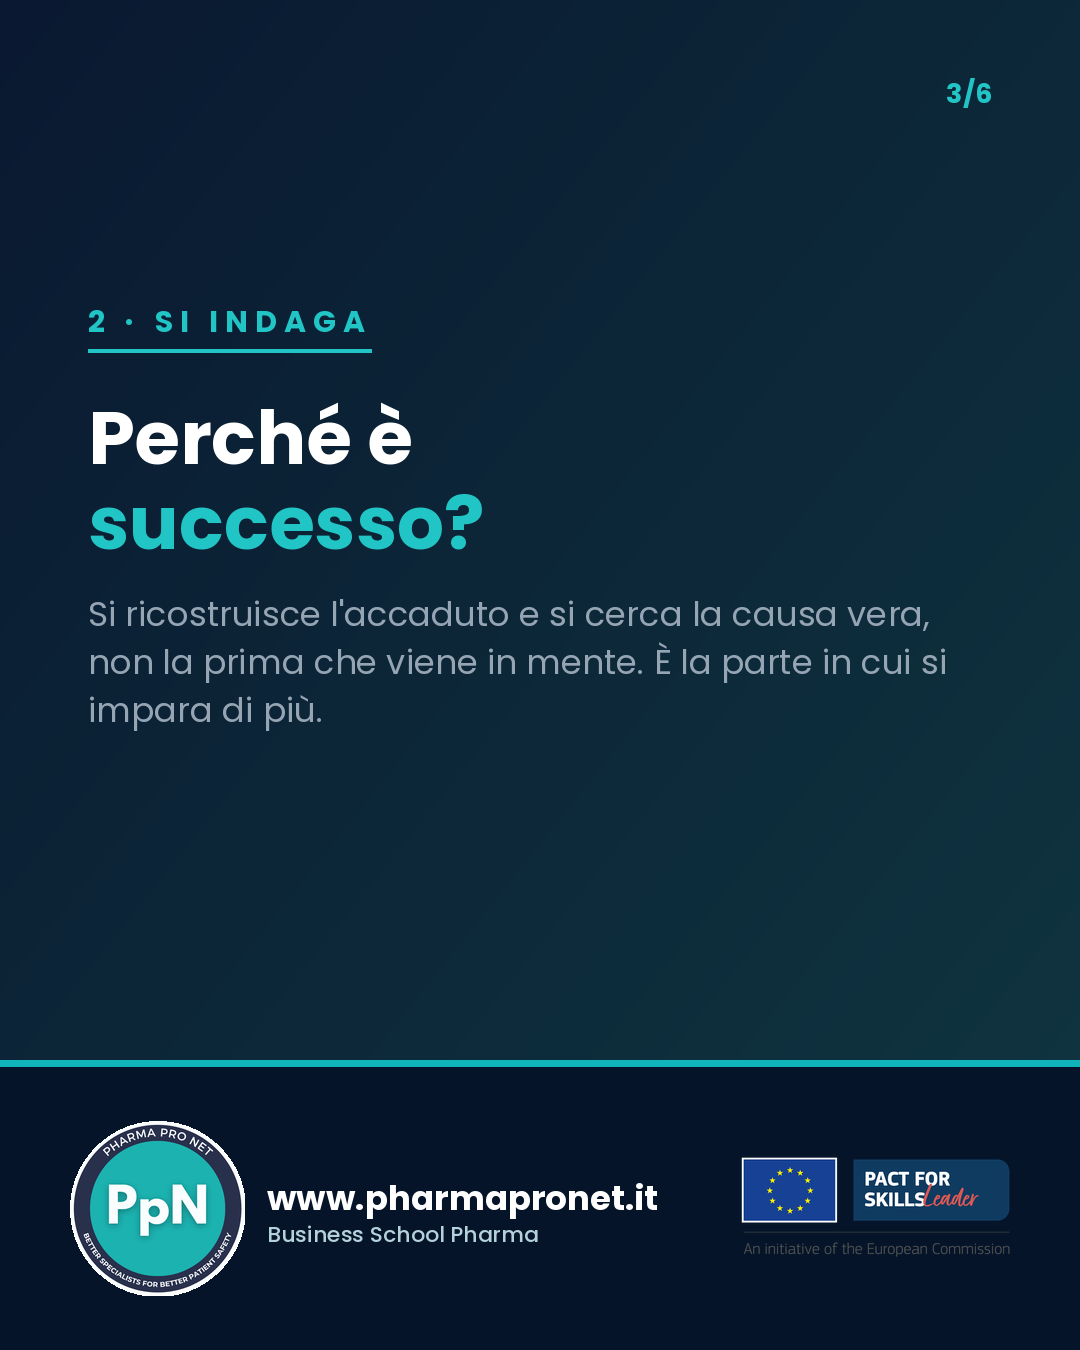 3/6
2 · SI INDAGA
Perché è
successo?
Si ricostruisce l'accaduto e si cerca la causa vera,
non la prima che viene in mente. È la parte in cui si
impara di più.
PHARMA PRO NET
PpN
BETTER SPECIALISTS FOR BETTER PATIENT SAFETY
www.pharmapronet.it
Business School Pharma
PACT FOR
SKILLS Leader
An initiative of the European Commission